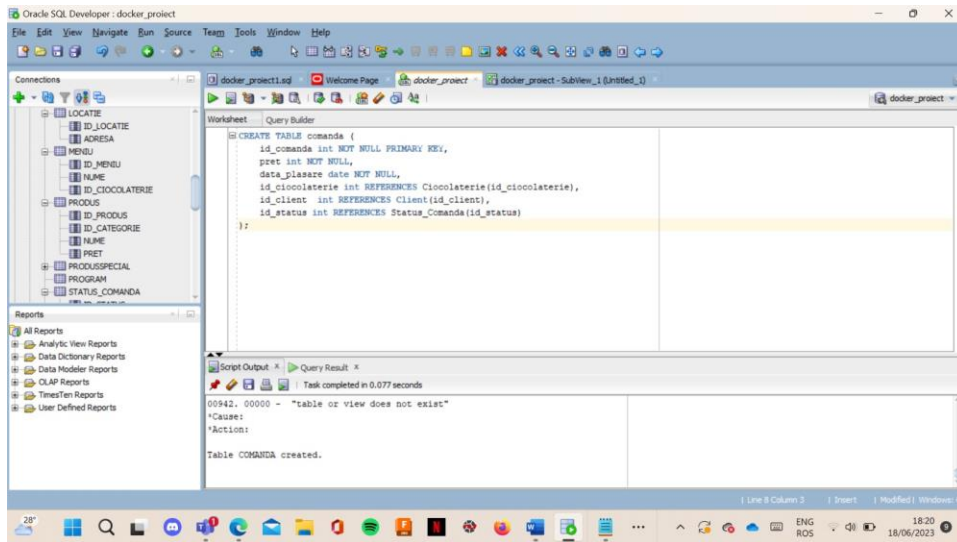 Oracle SQL Developer : docker_proiect
File Edit View Navigate Run Source Team Tools Window Help
Connections
docker_proiect1.sql
Welcome Page
docker_proiect
docker_proiect - SubView_1 (Untitled_1)
docker_proiect
Worksheet Query Builder
LOCATIE
ID_LOCATIE
ADRESA
MENIU
ID_MENIU
NUME
ID_CIOCOLATERIE
PRODUS
ID_PRODUS
ID_CATEGORIE
NUME
PRET
PRODUSSPECIAL
PROGRAM
STATUS_COMANDA
CREATE TABLE comanda (
id_comanda int NOT NULL PRIMARY KEY,
pret int NOT NULL,
data_plasare date NOT NULL,
id_ciocolaterie int REFERENCES Ciocolaterie(id_ciocolaterie),
id_client int REFERENCES Client(id_client),
id_status int REFERENCES Status_Comanda(id_status)
);
Reports
All Reports
Analytic View Reports
Data Dictionary Reports
Data Modeler Reports
OLAP Reports
TimesTen Reports
User Defined Reports
Script Output x Query Result x
Task completed in 0.077 seconds
00942. 00000 - "table or view does not exist"
*Cause:
*Action:
Table COMANDA created.
Line 8 Column 3 | Insert | Modified | Windows:
28°
ENG
ROS
18:20
18/06/2023